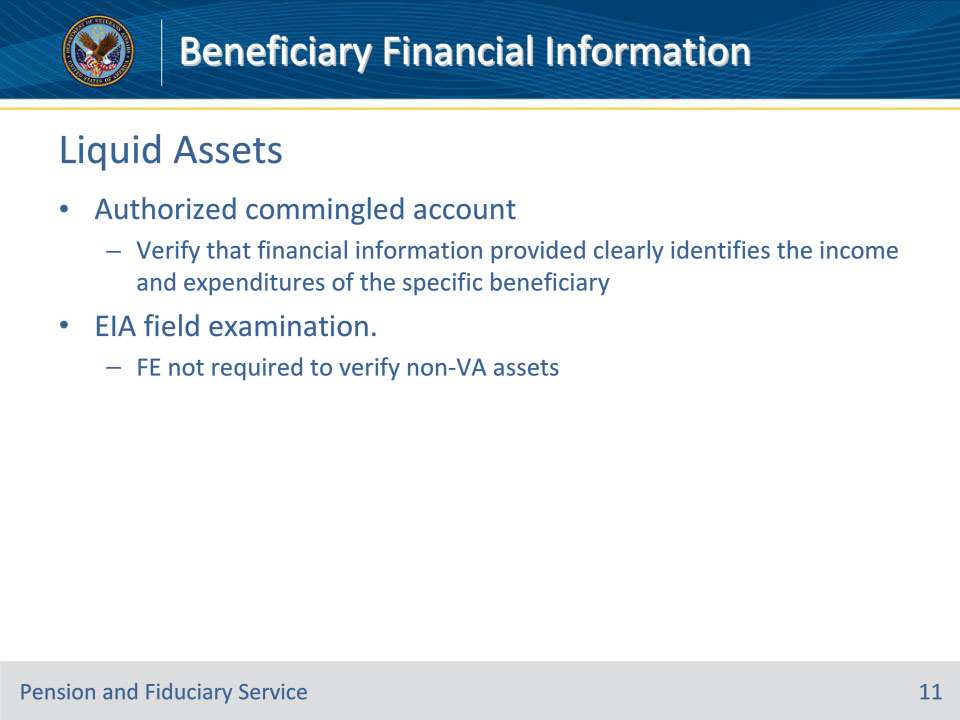 Beneficiary Financial Information
Liquid Assets
• Authorized commingled account
– Verify that financial information provided clearly identifies the income
and expenditures of the specific beneficiary
• EIA field examination.
– FE not required to verify non-VA assets
Pension and Fiduciary Service
11